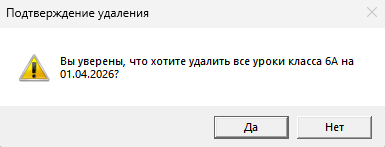 Подтверждение удаления
Вы уверены, что хотите удалить все уроки класса 6А на
01.04.2026?
Да
Нет